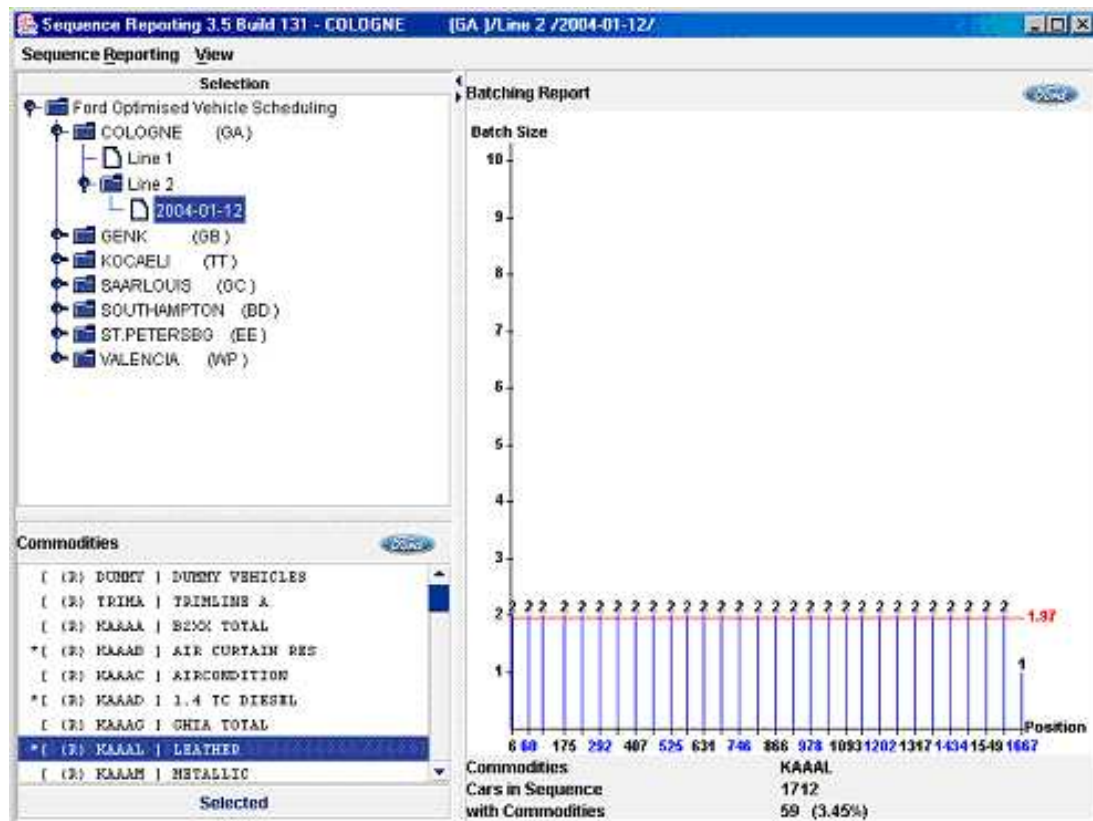 Sequence Reporting 3.5 Build 131 - COLOGNE [GA ]/Line 2 /2004-01-12/
Sequence Reporting View
Selection
Ford Optimised Vehicle Scheduling
COLOGNE (GA )
Line 1
Line 2
2004-01-12
GENK (GB )
KOCAELI (TT )
SAARLOUIS (GC )
SOUTHAMPTON (BD )
ST.PETERSBG (EE )
VALENCIA (WP )
Commodities
Ford
[ (R) DUMMY | DUMMY VEHICLES
[ (R) TRIMA | TRIMLINE A
[ (R) KAAAA | B2XX TOTAL
*[ (R) KAAAB | AIR CURTAIN RES
[ (R) KAAAC | AIRCONDITION
*[ (R) KAAAD | 1.4 TC DIESEL
[ (R) KAAAG | GHIA TOTAL
*[ (R) KAAAL | LEATHER
[ (R) KAAAM | METALLIC
Selected
Batching Report
Ford
Batch Size
10
9
8
7
6
5
4
3
2
1
2 2 2 2 2 2 2 2 2 2 2 2 2 2 2 2 2 2 2 2 2 2 2 2 2 2 2 2 2
1.97
1
Position
6 60 175 292 407 525 631 746 866 978 1093 1202 1317 1434 1549 1667
Commodities KAAAL
Cars in Sequence 1712
with Commodities 59 (3.45%)